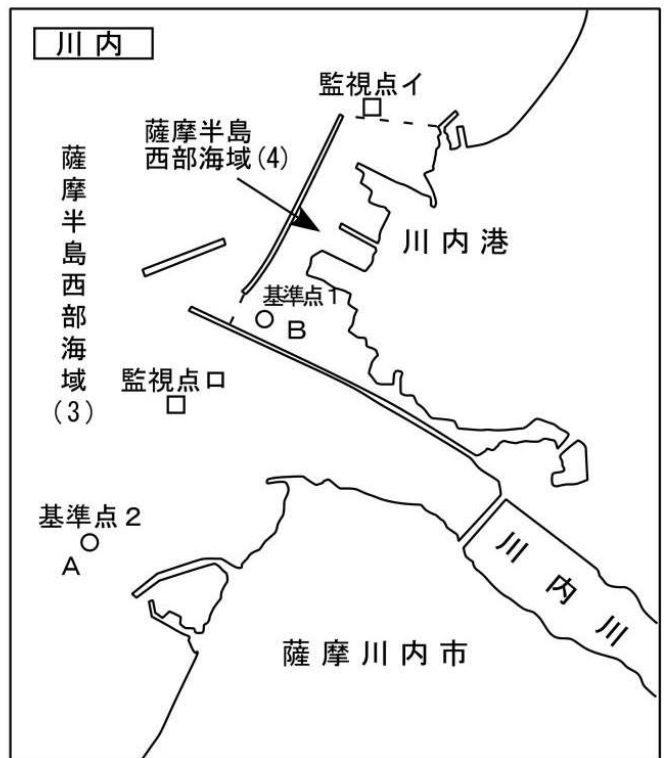 川内
監視点イ
薩摩半島
西部海域(4)
薩摩半島西部海域(3)
川内港
基準点1
B
監視点ロ
基準点2
A
川内川
薩摩川内市